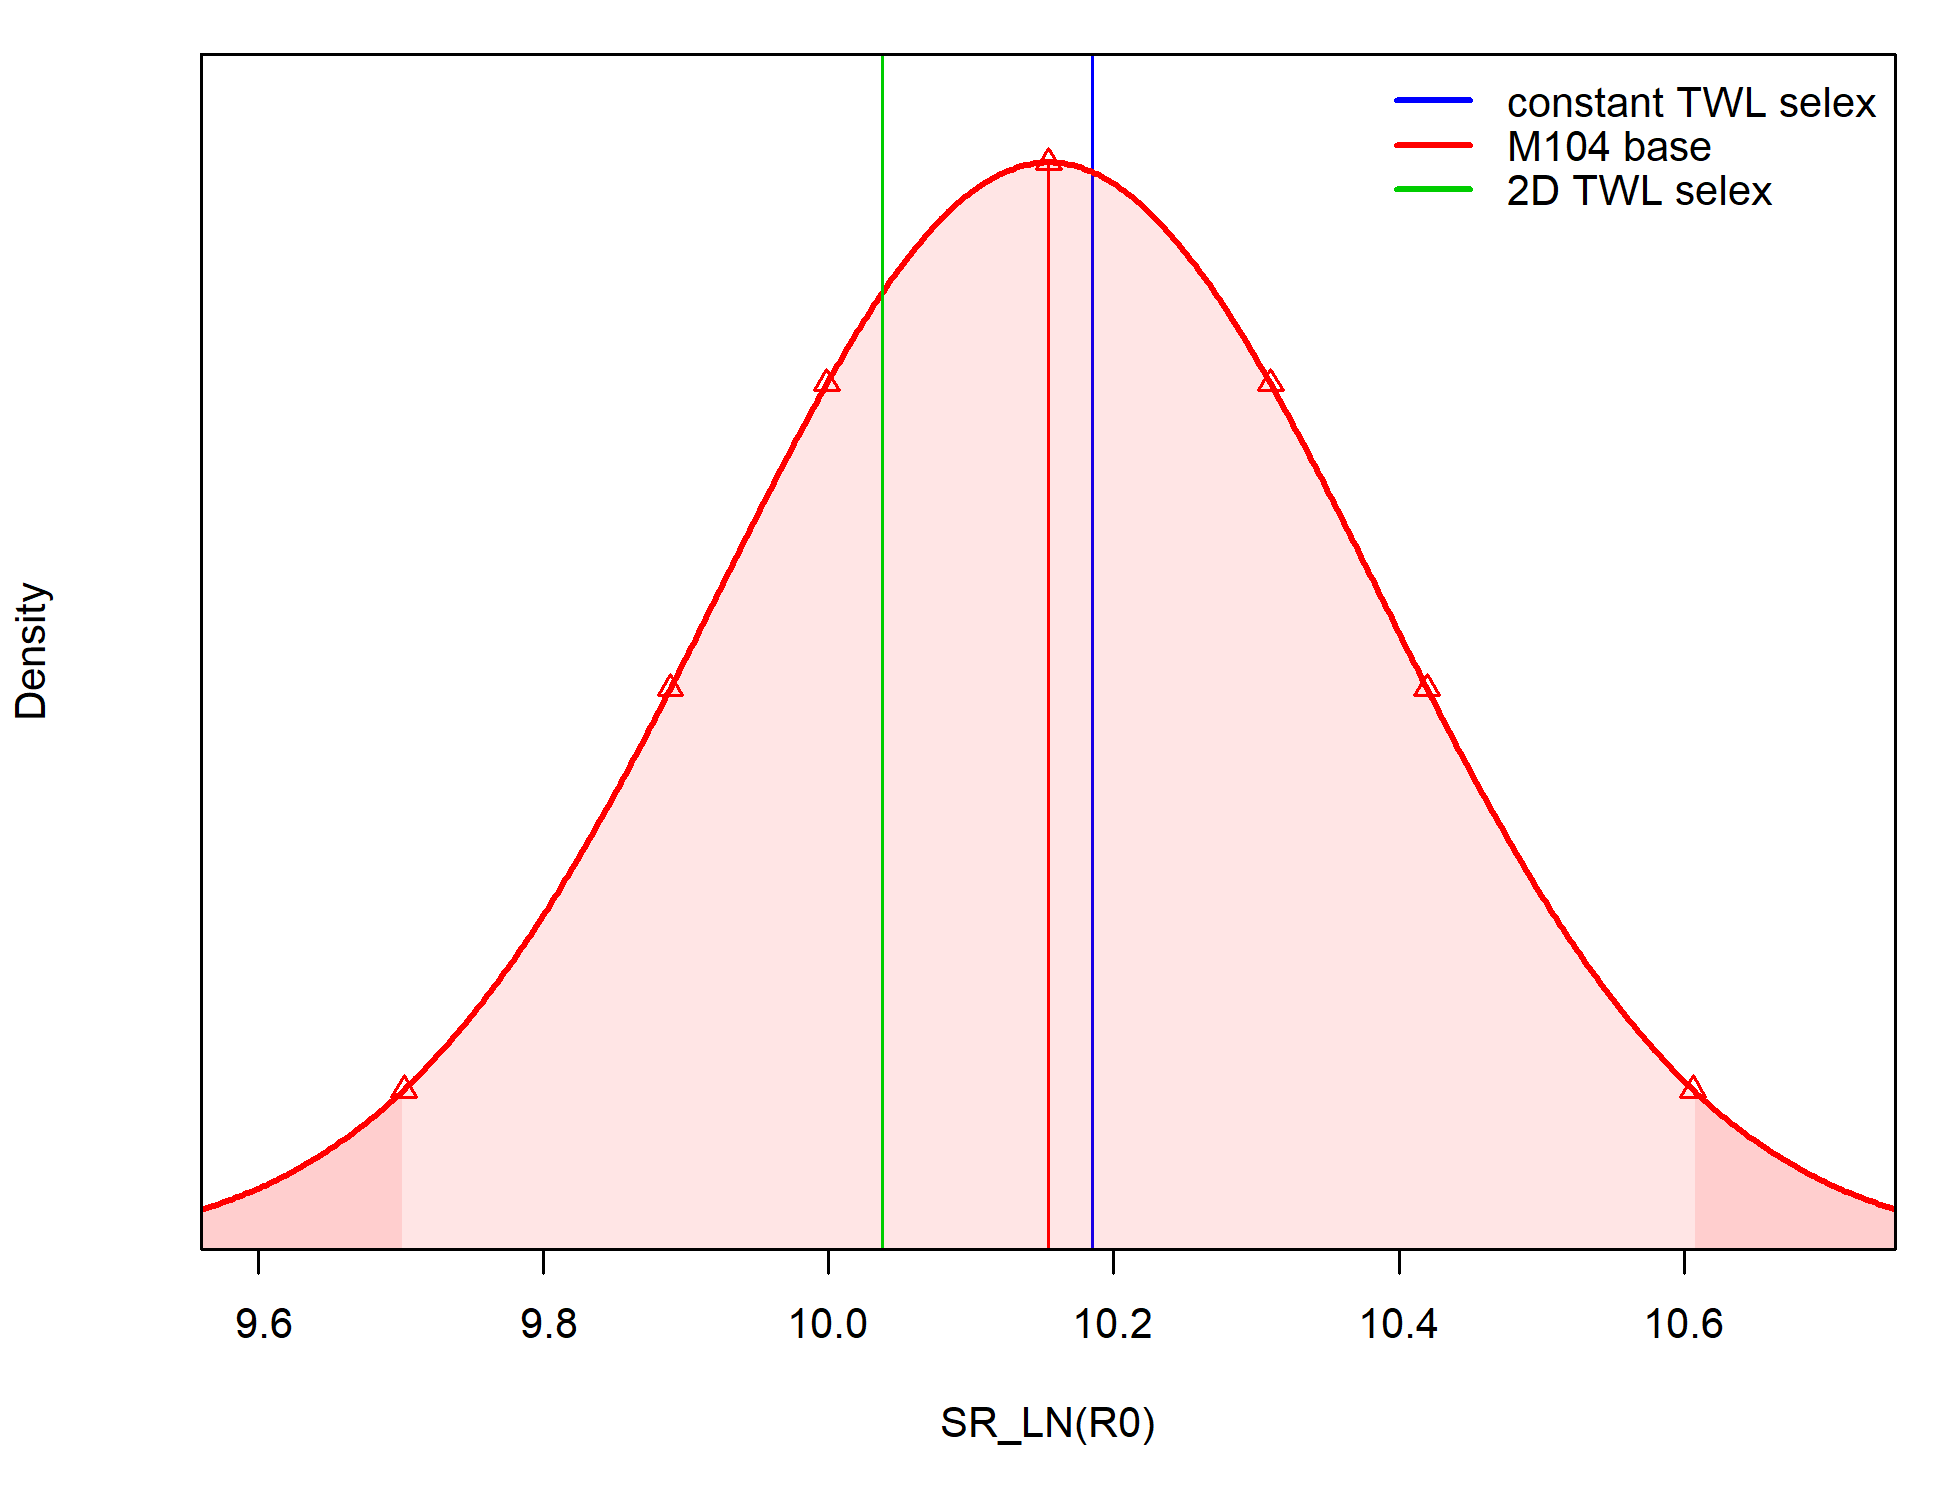 constant TWL selex
M104 base
2D TWL selex
Density
9.6
9.8
10.0
10.2
10.4
10.6
SR_LN(R0)